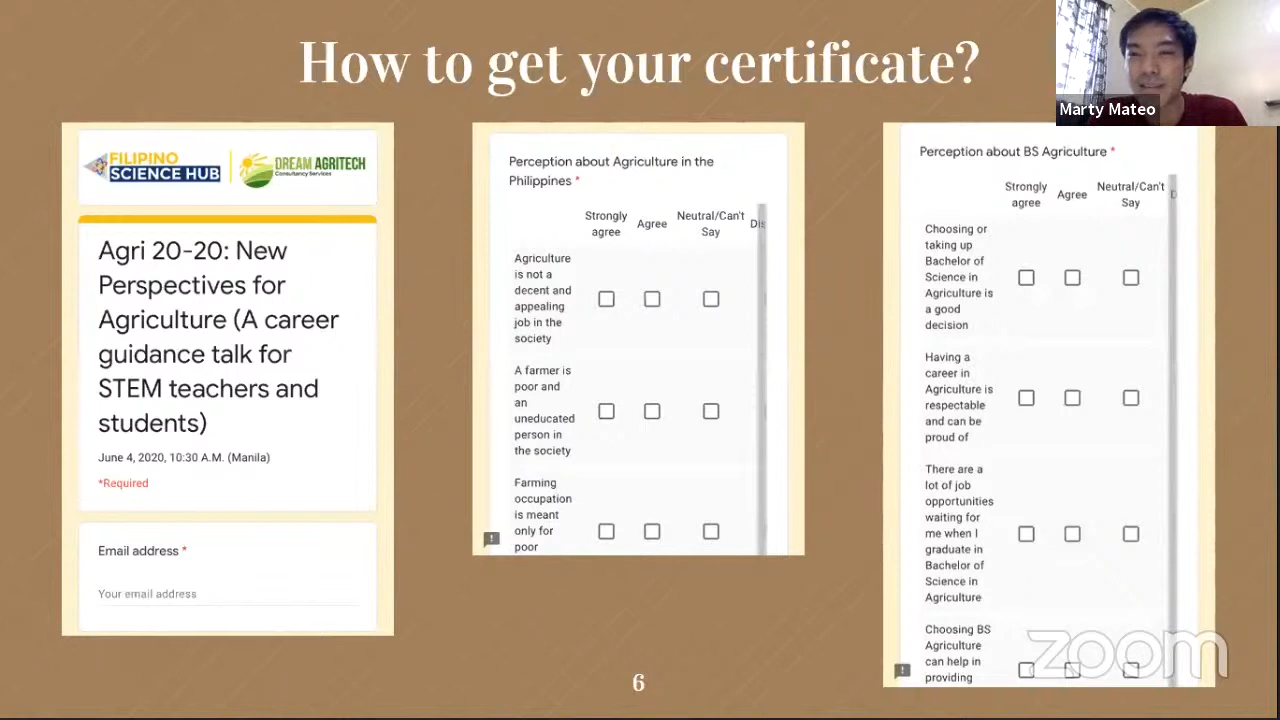 How to get your certificate?
Marty Mateo
FILIPINO
SCIENCE HUB
DREAM AGRITECH
Consultancy Services
Agri 20-20: New
Perspectives for
Agriculture (A career
guidance talk for
STEM teachers and
students)
June 4, 2020, 10:30 A.M. (Manila)
*Required
Email address *
Your email address
Perception about Agriculture in the
Philippines *
Strongly
agree
Agree
Neutral/Can't
Say
Dis
Agriculture
is not a
decent and
appealing
job in the
society
A farmer is
poor and
an
uneducated
person in
the society
Farming
occupation
is meant
only for
poor
Perception about BS Agriculture *
Strongly
agree
Agree
Neutral/Can't
Say
D
Choosing or
taking up
Bachelor of
Science in
Agriculture is
a good
decision
Having a
career in
Agriculture is
respectable
and can be
proud of
There are a
lot of job
opportunities
waiting for
me when I
graduate in
Bachelor of
Science in
Agriculture
Choosing BS
Agriculture
can help in
providing
zoom
6